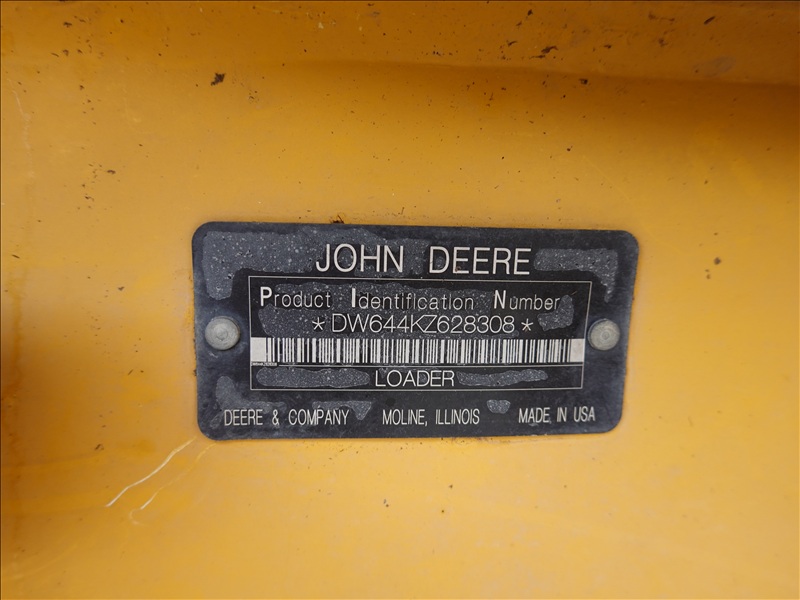 JOHN DEERE
Product Identification Number
* DW644KZ628308 *
LOADER
DEERE & COMPANY MOLINE, ILLINOIS MADE IN USA